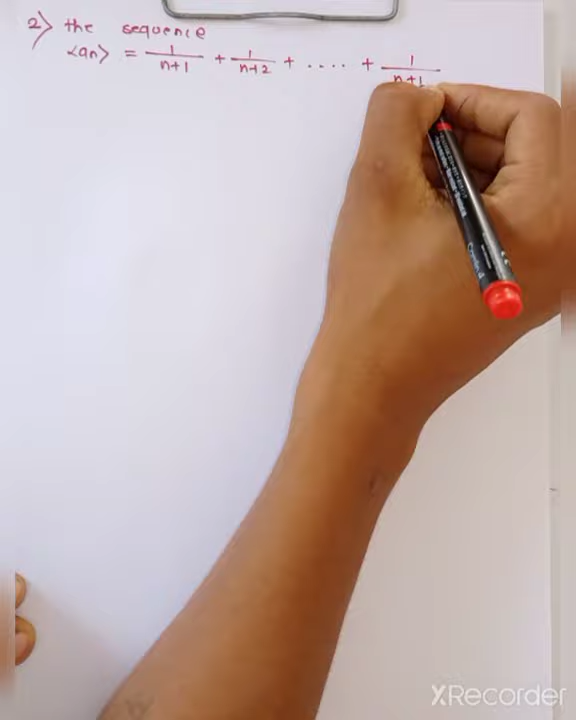 2) the sequence
<an> = 1/n+1 + 1/n+2 + .... + 1/n+1
XRecorder